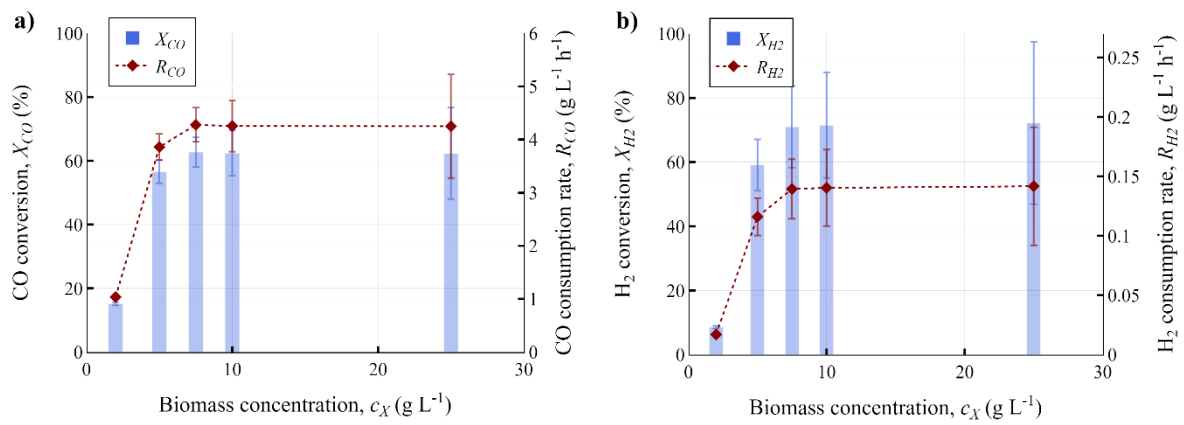 a)
X_CO
R_CO
CO conversion, X_CO (%)
100
80
60
40
20
0
CO consumption rate, R_CO (g L⁻¹ h⁻¹)
6
5
4
3
2
1
0
0 10 20 30
Biomass concentration, c_X (g L⁻¹)
b)
X_H2
R_H2
H₂ conversion, X_H2 (%)
100
80
60
40
20
0
H₂ consumption rate, R_H2 (g L⁻¹ h⁻¹)
0.25
0.2
0.15
0.1
0.05
0
0 10 20 30
Biomass concentration, c_X (g L⁻¹)